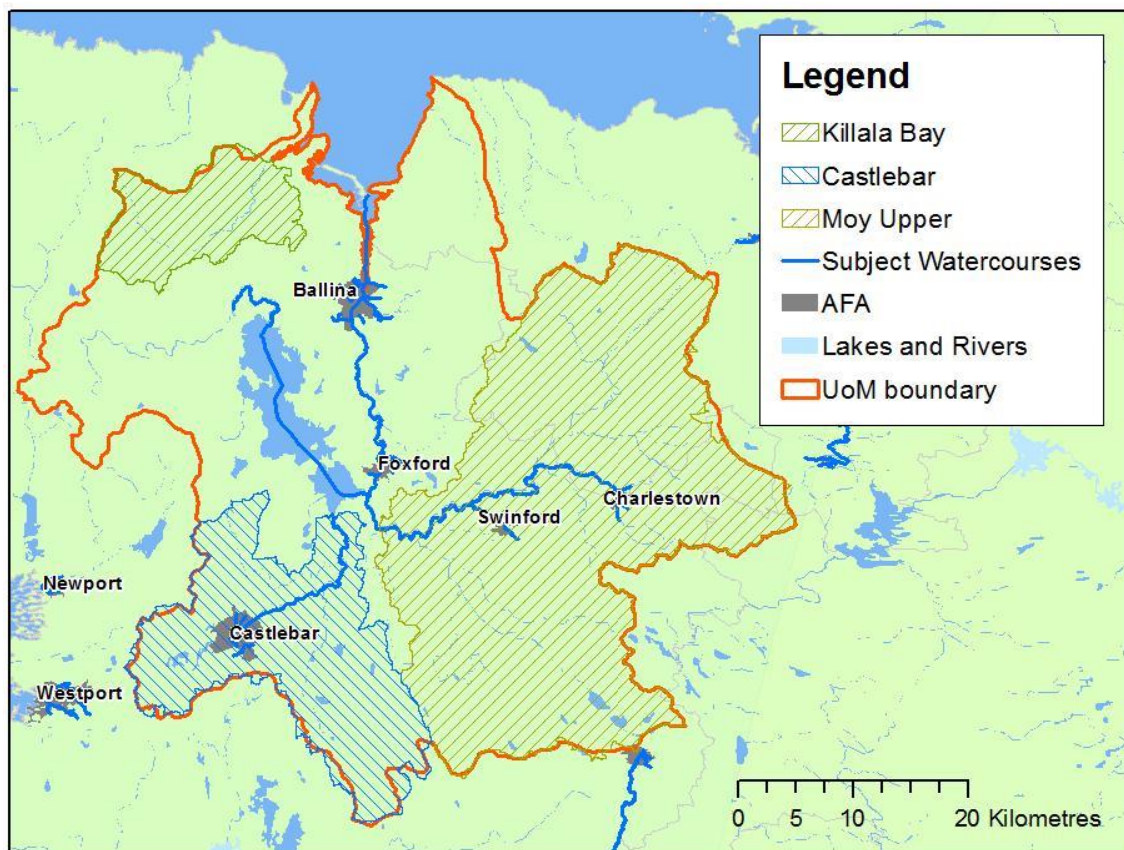 Legend
Killala Bay
Castlebar
Moy Upper
Subject Watercourses
AFA
Lakes and Rivers
UoM boundary
Ballina
Foxford
Charlestown
Swinford
Newport
Castlebar
Westport
0 5 10 20 Kilometres